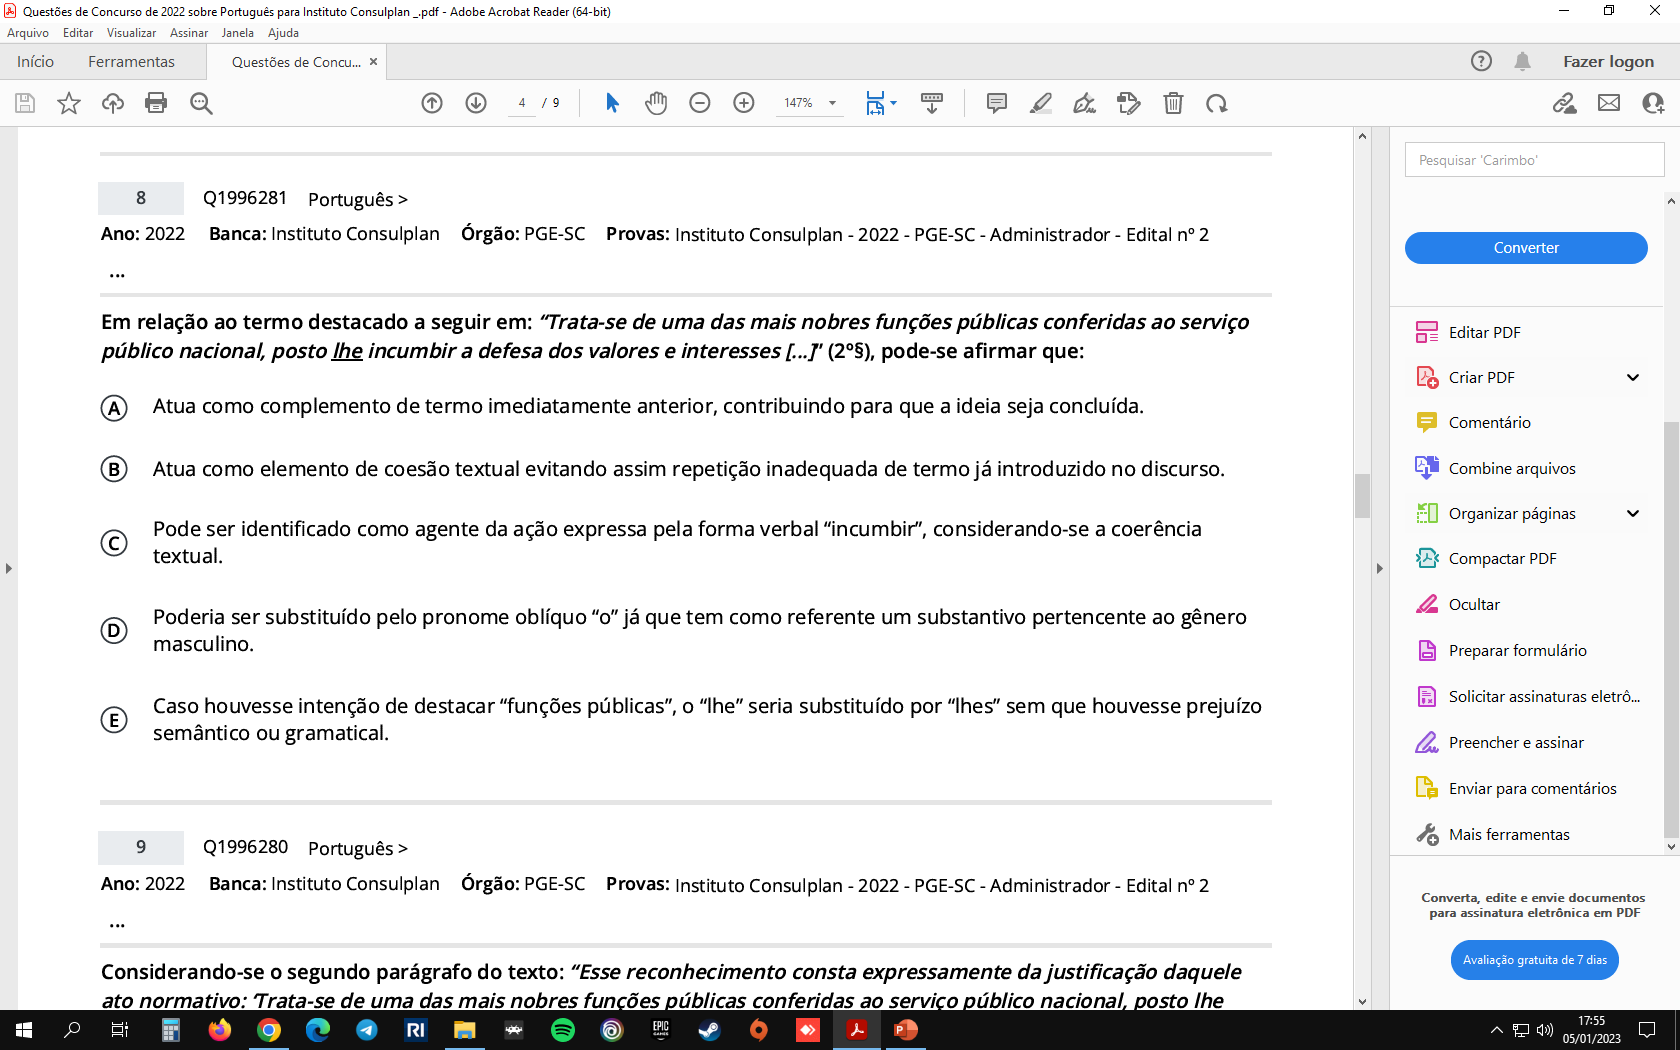 Questões de Concurso de 2022 sobre Português para Instituto Consulplan _.pdf - Adobe Acrobat Reader (64-bit)
Arquivo Editar Visualizar Assinar Janela Ajuda
Início Ferramentas Questões de Concu... × Fazer logon
4 / 9 147%
Pesquisar 'Carimbo'
8 Q1996281 Português >
Ano: 2022 Banca: Instituto Consulplan Órgão: PGE-SC Provas: Instituto Consulplan - 2022 - PGE-SC - Administrador - Edital nº 2
...
Em relação ao termo destacado a seguir em: “Trata-se de uma das mais nobres funções públicas conferidas ao serviço
público nacional, posto lhe incumbir a defesa dos valores e interesses [...]” (2º§), pode-se afirmar que:
A Atua como complemento de termo imediatamente anterior, contribuindo para que a ideia seja concluída.
B Atua como elemento de coesão textual evitando assim repetição inadequada de termo já introduzido no discurso.
C Pode ser identificado como agente da ação expressa pela forma verbal “incumbir”, considerando-se a coerência
textual.
D Poderia ser substituído pelo pronome oblíquo “o” já que tem como referente um substantivo pertencente ao gênero
masculino.
E Caso houvesse intenção de destacar “funções públicas”, o “lhe” seria substituído por “lhes” sem que houvesse prejuízo
semântico ou gramatical.
9 Q1996280 Português >
Ano: 2022 Banca: Instituto Consulplan Órgão: PGE-SC Provas: Instituto Consulplan - 2022 - PGE-SC - Administrador - Edital nº 2
...
Considerando-se o segundo parágrafo do texto: “Esse reconhecimento consta expressamente da justificação daquele
ato normativo: ‘Trata-se de uma das mais nobres funções públicas conferidas ao serviço público nacional, posto lhe
Converter
Editar PDF
Criar PDF
Comentário
Combine arquivos
Organizar páginas
Compactar PDF
Ocultar
Preparar formulário
Solicitar assinaturas eletrô...
Preencher e assinar
Enviar para comentários
Mais ferramentas
Converta, edite e envie documentos
para assinatura eletrônica em PDF
Avaliação gratuita de 7 dias
RI
EPIC
GAMES
17:55
05/01/2023